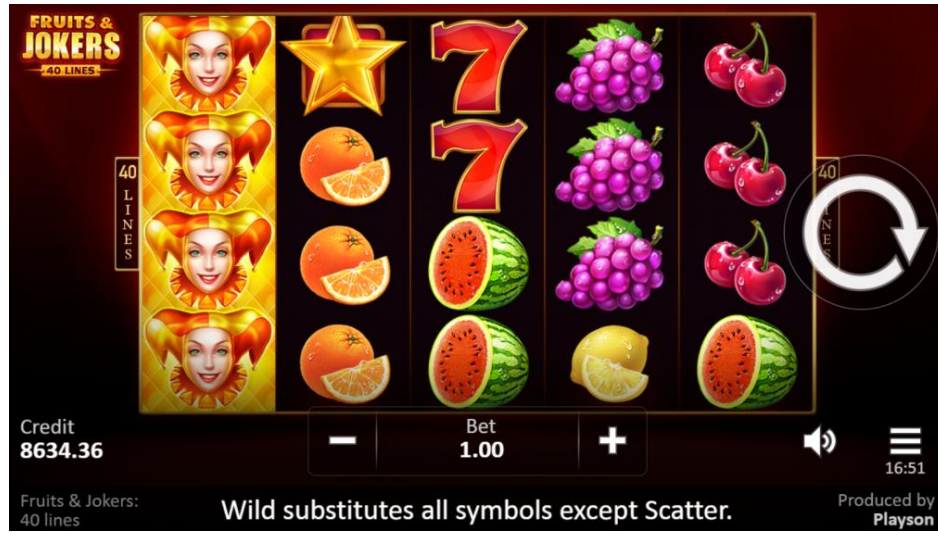 FRUITS &
JOKERS
40 LINES
40
LINES
40
LINES
Credit
8634.36
Bet
1.00
16:51
Fruits & Jokers:
40 lines
Wild substitutes all symbols except Scatter.
Produced by
Playson